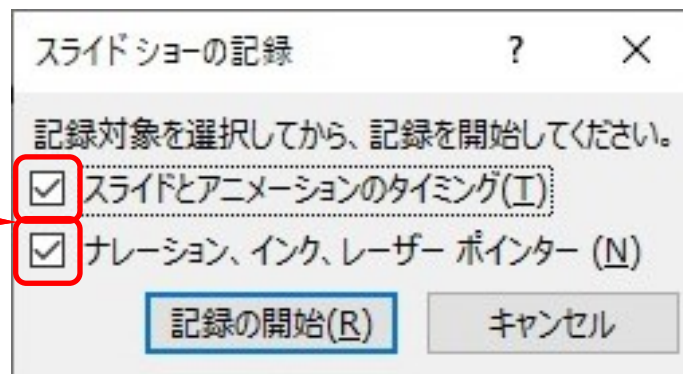 スライド ショーの記録 ?
記録対象を選択してから、記録を開始してください。
スライドとアニメーションのタイミング(T)
ナレーション、インク、レーザー ポインター (N)
記録の開始(R) キャンセル